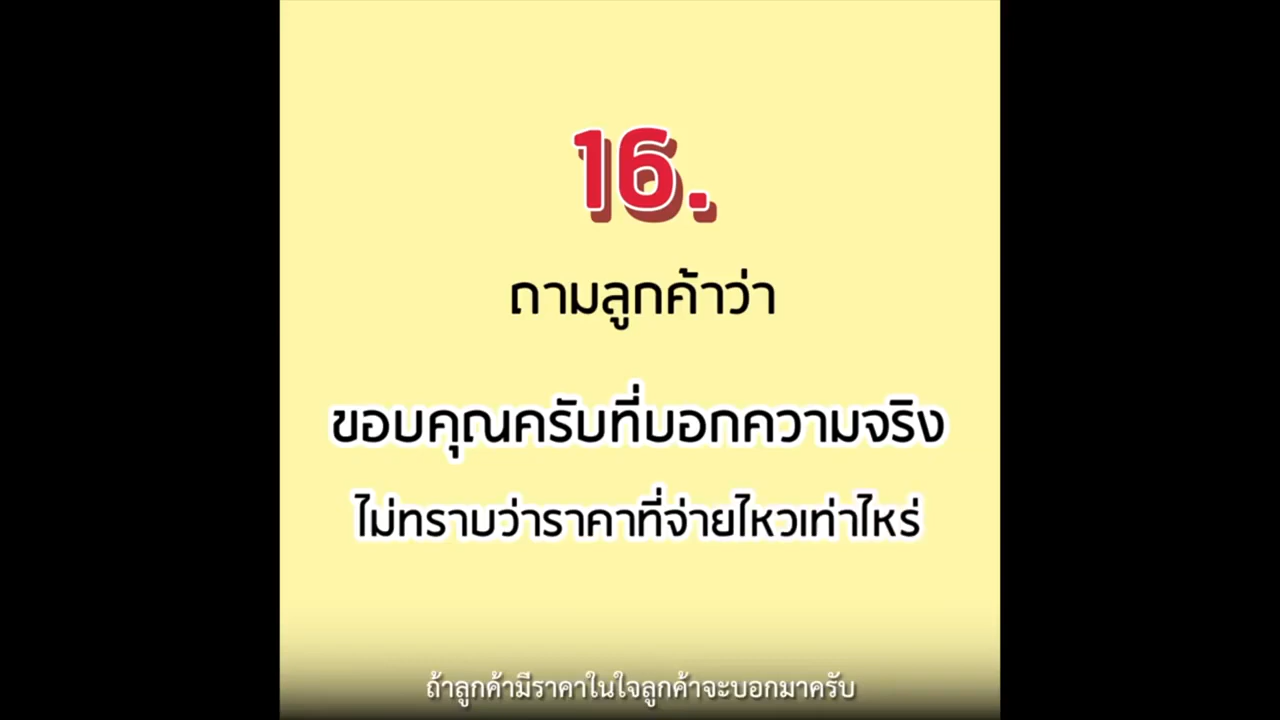 16.
ถามลูกค้าว่า
ขอบคุณครับที่บอกความจริง
ไม่ทราบว่าราคาที่จ่ายไหวเท่าไหร่
ถ้าลูกค้ามีราคาในใจลูกค้าจะบอกมาครับ